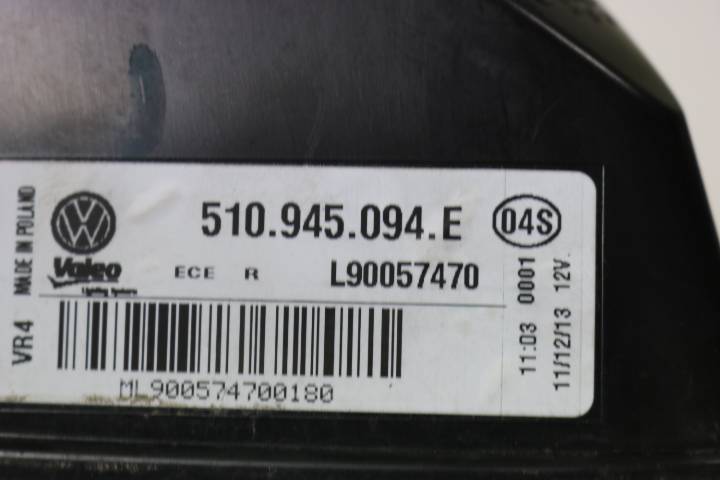 510.945.094.E
04S
Valeo
ECE R
L90057470
ML900574700180
MADE IN POLAND
VR4
11:03 0001
11/12/13 12V.